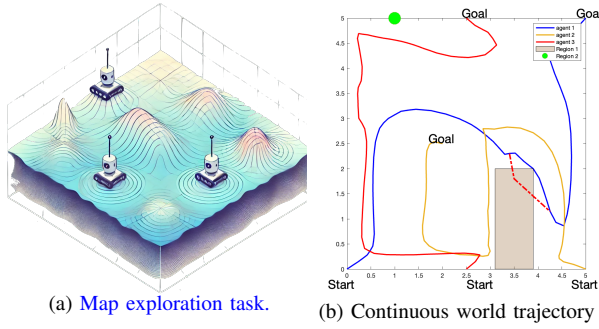 Goal
Goal
agent 1
agent 2
agent 3
Region 1
Region 2
Goal
5
4.5
4
3.5
3
2.5
2
1.5
1
0.5
0
0 0.5 1 1.5 2 2.5 3 3.5 4 4.5 5
Start Start Start
(a) Map exploration task.
(b) Continuous world trajectory